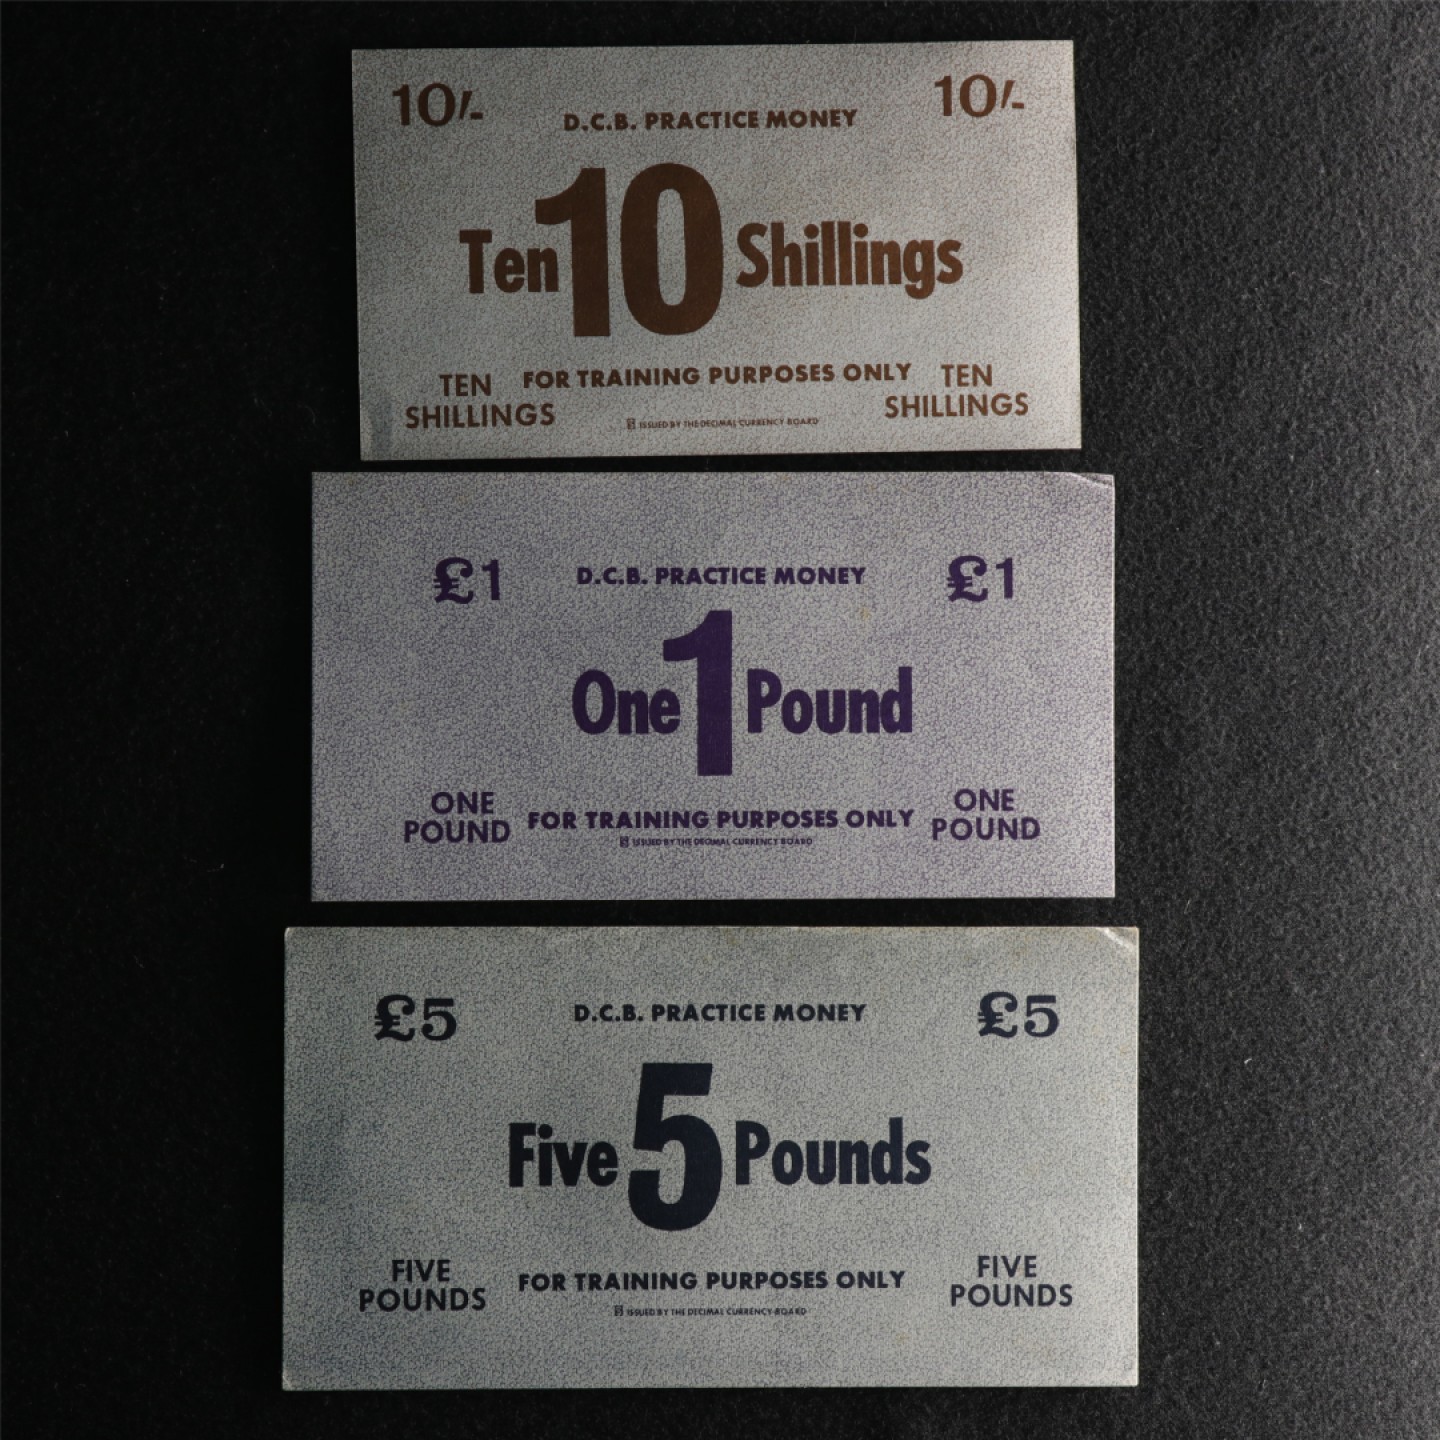 10/- 10/-
D.C.B. PRACTICE MONEY
Ten 10 Shillings
FOR TRAINING PURPOSES ONLY
TEN SHILLINGS
TEN SHILLINGS
ISSUED BY THE DECIMAL CURRENCY BOARD
£1 £1
D.C.B. PRACTICE MONEY
One 1 Pound
FOR TRAINING PURPOSES ONLY
ONE POUND
ONE POUND
ISSUED BY THE DECIMAL CURRENCY BOARD
£5 £5
D.C.B. PRACTICE MONEY
Five 5 Pounds
FOR TRAINING PURPOSES ONLY
FIVE POUNDS
FIVE POUNDS
ISSUED BY THE DECIMAL CURRENCY BOARD